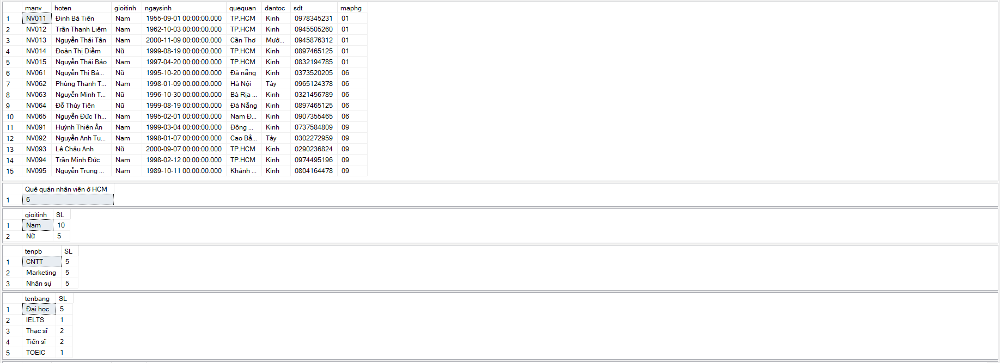 manv hoten gioitinh ngaysinh quequan dantoc sdt maphg
1 NV011 Đinh Bá Tiến Nam 1955-09-01 00:00:00.000 TP.HCM Kinh 0978345231 01
2 NV012 Trần Thanh Liêm Nam 1962-10-03 00:00:00.000 TP.HCM Kinh 0945505260 01
3 NV013 Nguyễn Thái Tân Nam 2000-11-09 00:00:00.000 Cần Thơ Mườ... 0945876312 01
4 NV014 Đoàn Thị Diễm Nữ 1999-08-19 00:00:00.000 TP.HCM Kinh 0897465125 01
5 NV015 Nguyễn Thái Bảo Nam 1997-04-20 00:00:00.000 TP.HCM Kinh 0832194785 01
6 NV061 Nguyễn Thị Bả... Nữ 1995-10-20 00:00:00.000 Đà nẵng Kinh 0373520205 06
7 NV062 Phùng Thanh T... Nam 1998-01-09 00:00:00.000 Hà Nội Tày 0965124378 06
8 NV063 Nguyễn Minh T... Nữ 1996-10-30 00:00:00.000 Bà Rịa ... Kinh 0321456789 06
9 NV064 Đỗ Thùy Tiên Nữ 1999-08-19 00:00:00.000 Đà Nẵng Kinh 0897465125 06
10 NV065 Nguyễn Đức Th... Nam 1995-02-01 00:00:00.000 Nam Đ... Kinh 0907355465 06
11 NV091 Huỳnh Thiên Ân Nam 1999-03-04 00:00:00.000 Đồng ... Kinh 0737584809 09
12 NV092 Nguyễn Anh Tu... Nam 1998-01-07 00:00:00.000 Cao Bằ... Tày 0302272959 09
13 NV093 Lê Châu Anh Nữ 2000-09-07 00:00:00.000 TP.HCM Kinh 0290236824 09
14 NV094 Trần Minh Đức Nam 1998-02-12 00:00:00.000 TP.HCM Kinh 0974495196 09
15 NV095 Nguyễn Trung ... Nam 1989-10-11 00:00:00.000 Khánh ... Kinh 0804164478 09
Quê quán nhân viên ở HCM
1 6
gioitinh SL
1 Nam 10
2 Nữ 5
tenpb SL
1 CNTT 5
2 Marketing 5
3 Nhân sự 5
tenbang SL
1 Đại học 5
2 IELTS 1
3 Thạc sĩ 2
4 Tiến sĩ 2
5 TOEIC 1